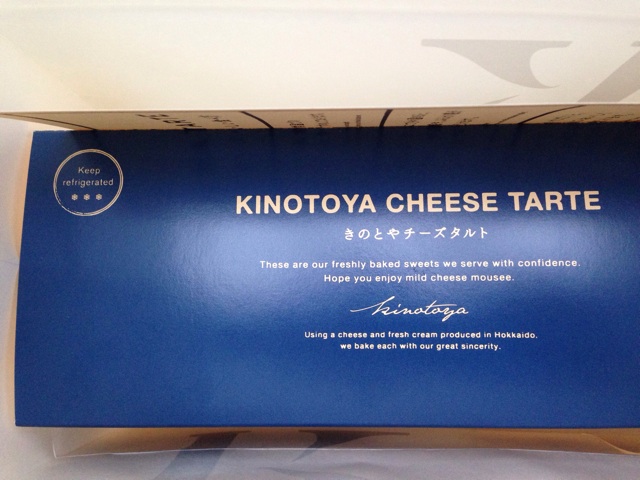 Keep
refrigerated
KINOTOYA CHEESE TARTE
きのとやチーズタルト
These are our freshly baked sweets we serve with confidence.
Hope you enjoy mild cheese mousee.
kinotoya
Using a cheese and fresh cream produced in Hokkaido,
we bake each with our great sincerity.